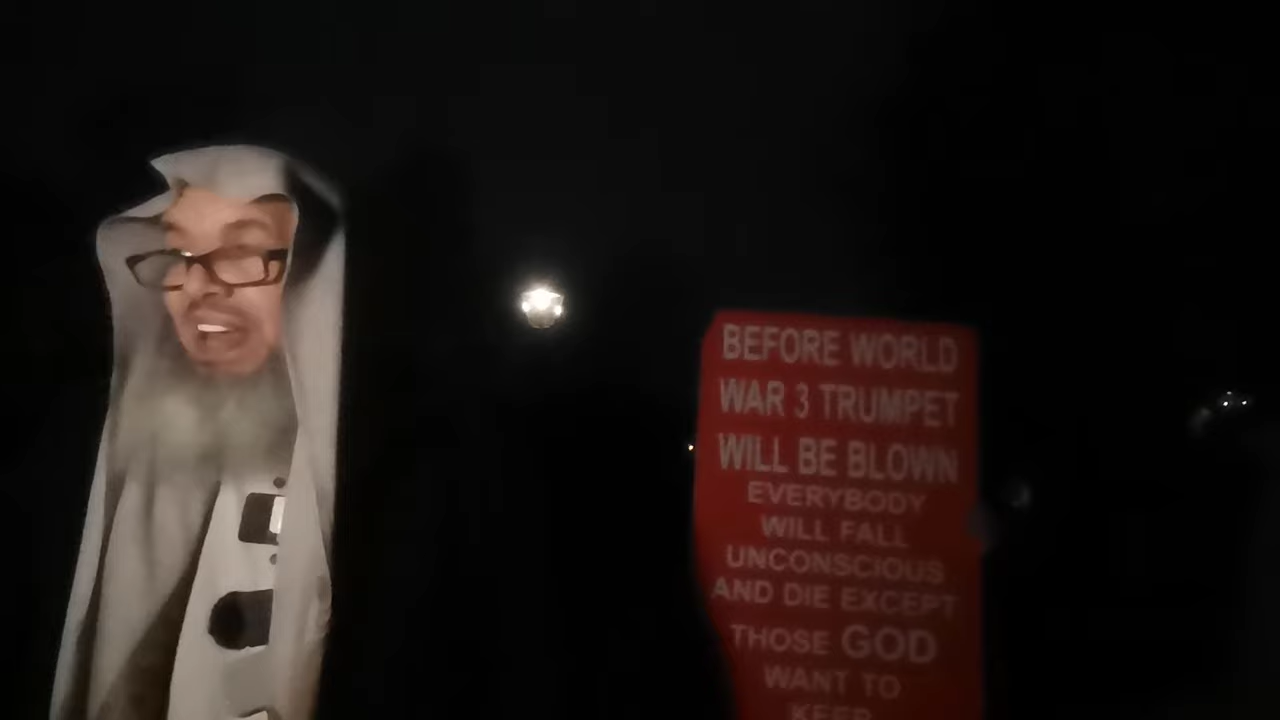 BEFORE WORLD
WAR 3 TRUMPET
WILL BE BLOWN
EVERYBODY
WILL FALL
UNCONSCIOUS
AND DIE EXCEPT
THOSE GOD
WANT TO
KEEP